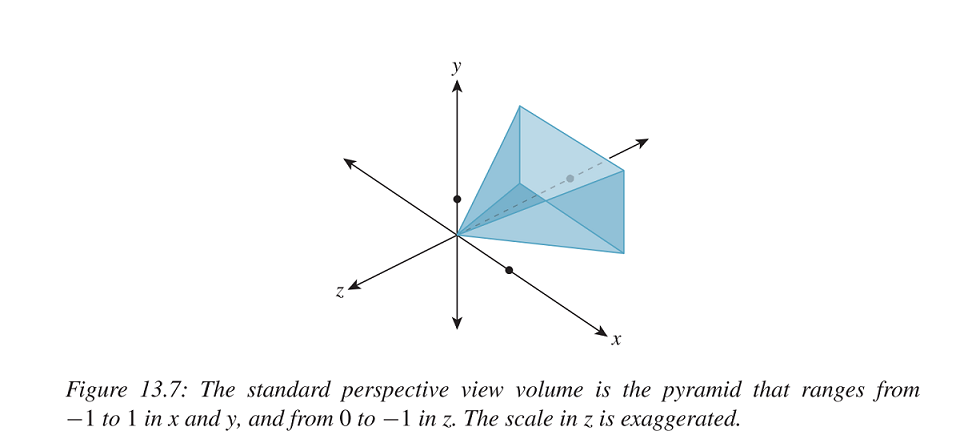 y
z
x
Figure 13.7: The standard perspective view volume is the pyramid that ranges from
−1 to 1 in x and y, and from 0 to −1 in z. The scale in z is exaggerated.